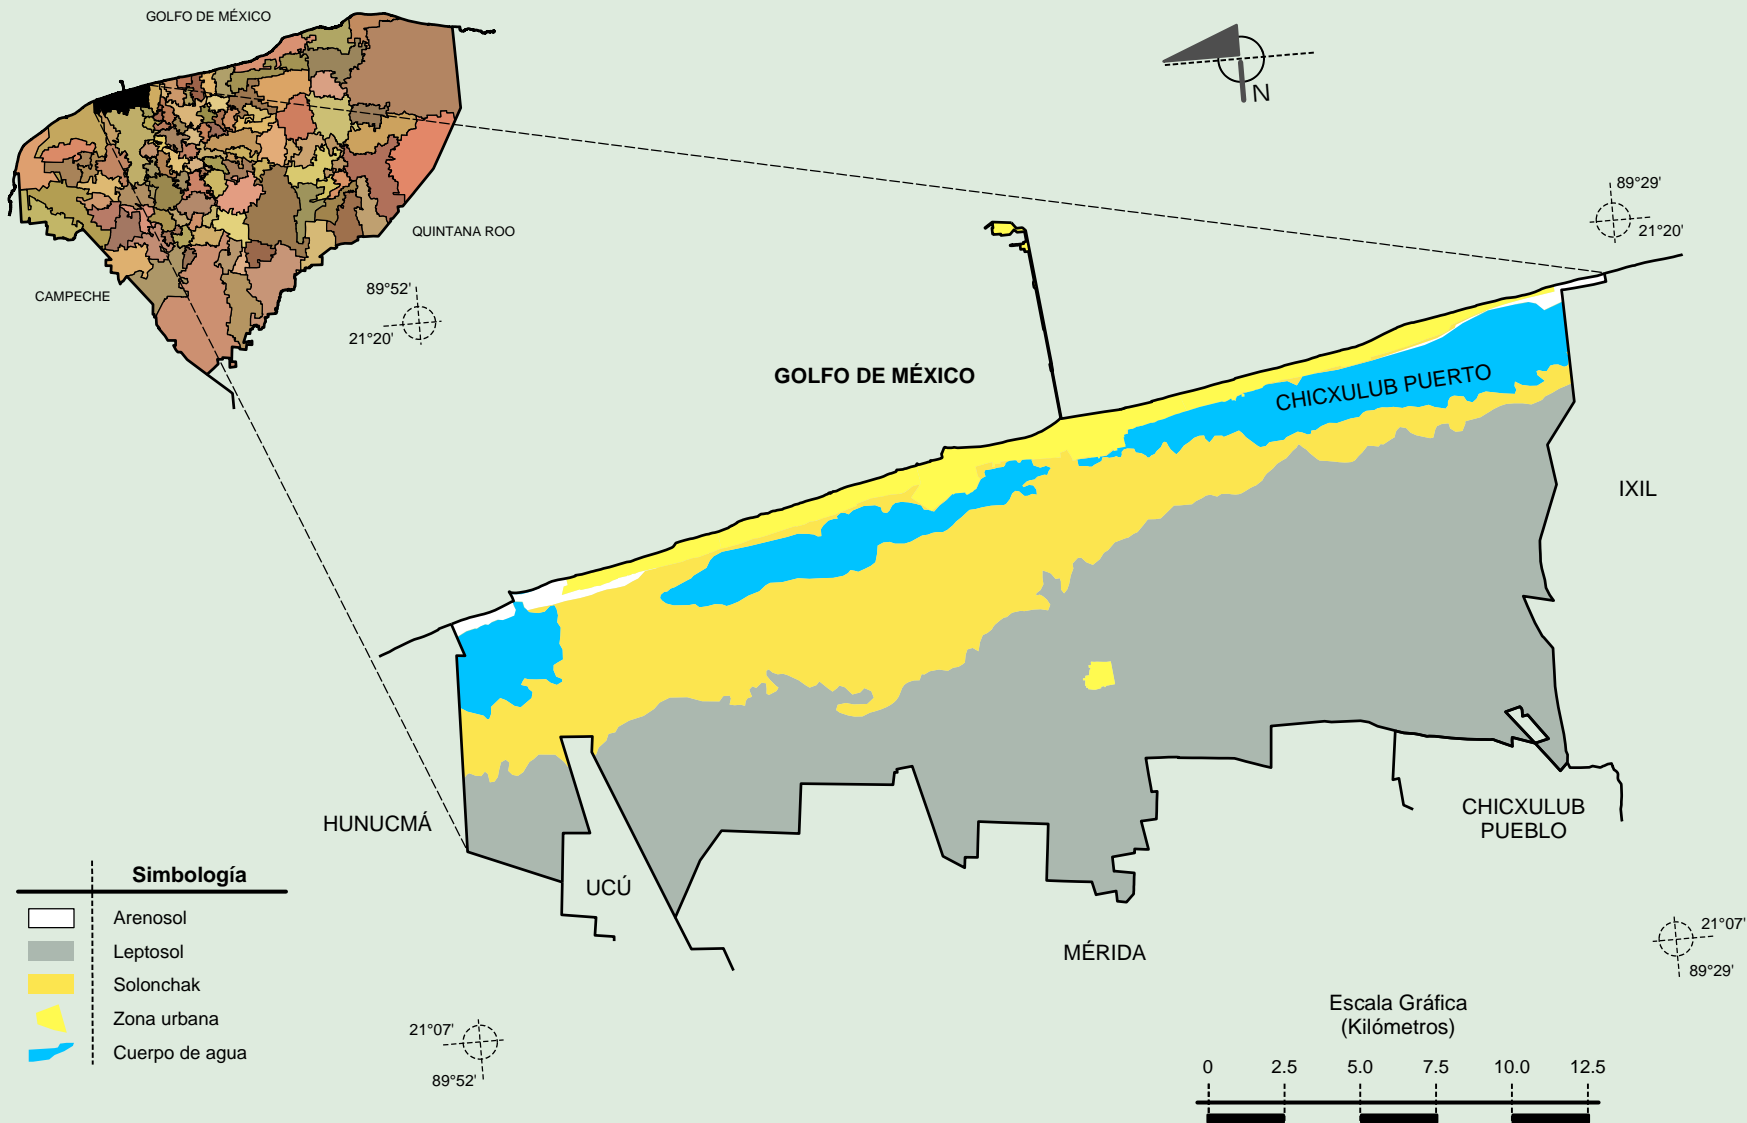 GOLFO DE MÉXICO
N
89°29'
21°20'
QUINTANA ROO
89°52'
CAMPECHE
21°20'
GOLFO DE MÉXICO
CHICXULUB PUERTO
IXIL
HUNUCMÁ
CHICXULUB
PUEBLO
Simbología
UCÚ
Arenosol
Leptosol
Solonchak
Zona urbana
Cuerpo de agua
MÉRIDA
21°07'
89°29'
21°07'
89°52'
Escala Gráfica
(Kilómetros)
0 2.5 5.0 7.5 10.0 12.5